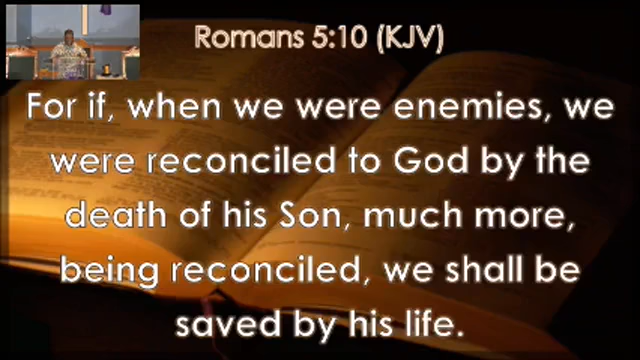 Romans 5:10 (KJV)
For if, when we were enemies, we
were reconciled to God by the
death of his Son, much more,
being reconciled, we shall be
saved by his life.